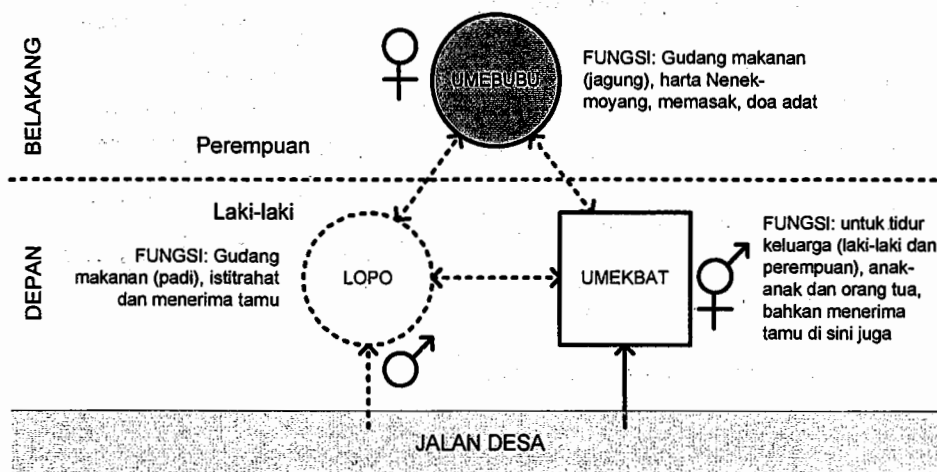 BELAKANG
UMEBUBU
FUNGSI: Gudang makanan
(jagung), harta Nenek-
moyang, memasak, doa adat
Perempuan
Laki-laki
DEPAN
FUNGSI: Gudang
makanan (padi), istitrahat
dan menerima tamu
LOPO
UMEKBAT
FUNGSI: untuk tidur
keluarga (laki-laki dan
perempuan), anak-
anak dan orang tua,
bahkan menerima
tamu di sini juga
JALAN DESA